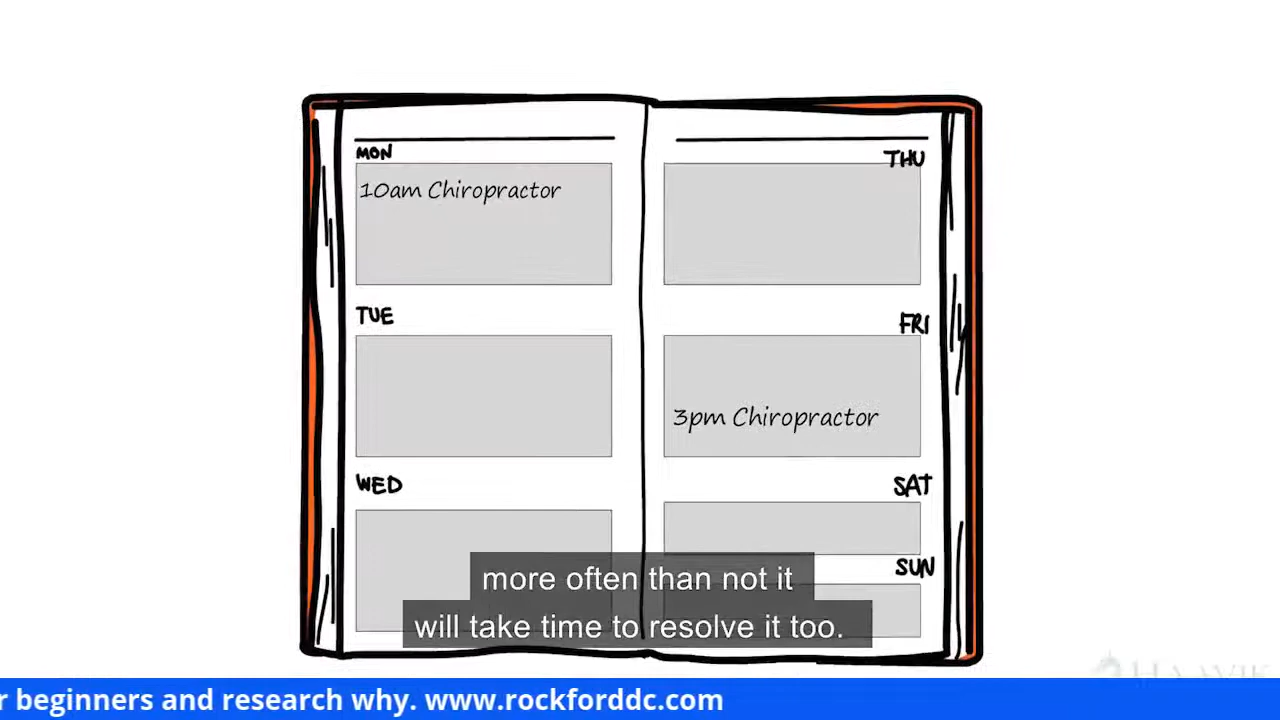 MON
10am Chiropractor
TUE
WED
THU
FRI
3pm Chiropractor
SAT
SUN
more often than not it
will take time to resolve it too.
beginners and research why. www.rockforddc.com